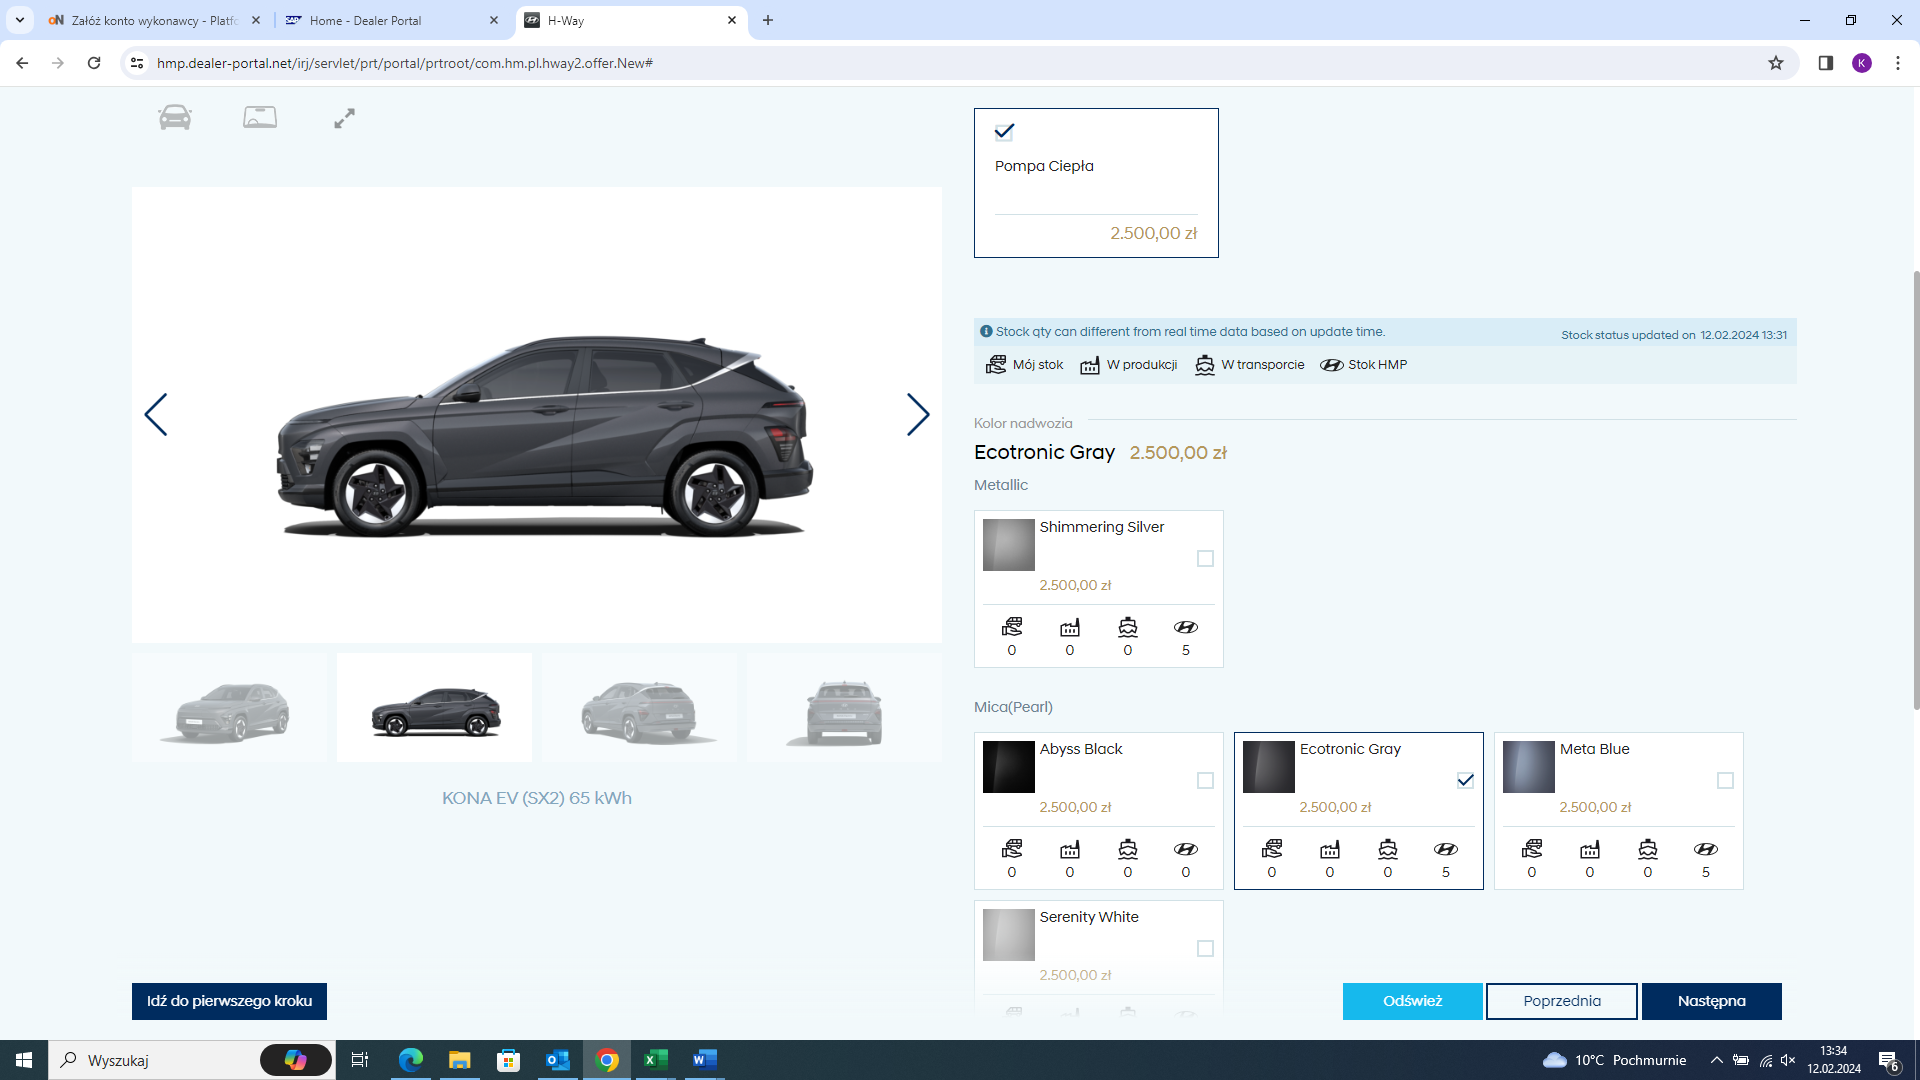 Załóż konto wykonawcy - Platfo
Home - Dealer Portal
H-Way
hmp.dealer-portal.net/irj/servlet/prt/portal/prtroot/com.hm.pl.hway2.offer.New#
K
Pompa Ciepła
2.500,00 zł
Stock qty can different from real time data based on update time.
Stock status updated on 12.02.2024 13:31
Mój stok
W produkcji
W transporcie
Stok HMP
Kolor nadwozia
Ecotronic Gray 2.500,00 zł
Metallic
Shimmering Silver
2.500,00 zł
0 0 0 5
Mica(Pearl)
Abyss Black
2.500,00 zł
0 0 0 0
Ecotronic Gray
2.500,00 zł
0 0 0 5
Meta Blue
2.500,00 zł
0 0 0 5
Serenity White
2.500,00 zł
KONA EV (SX2) 65 kWh
Idź do pierwszego kroku
Odśwież
Poprzednia
Następna
Wyszukaj
10°C Pochmurnie
13:34
12.02.2024
6